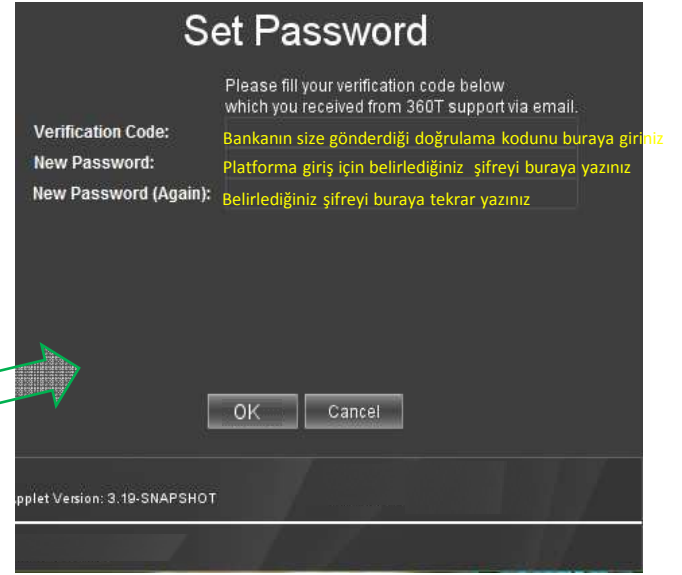 Set Password
Please fill your verification code below
which you received from 360T support via email.
Verification Code: Bankanın size gönderdiği doğrulama kodunu buraya giriniz
New Password: Platforma giriş için belirlediğiniz şifreyi buraya yazınız
New Password (Again): Belirlediğiniz şifreyi buraya tekrar yazınız
OK Cancel
pplet Version: 3.19-SNAPSHOT